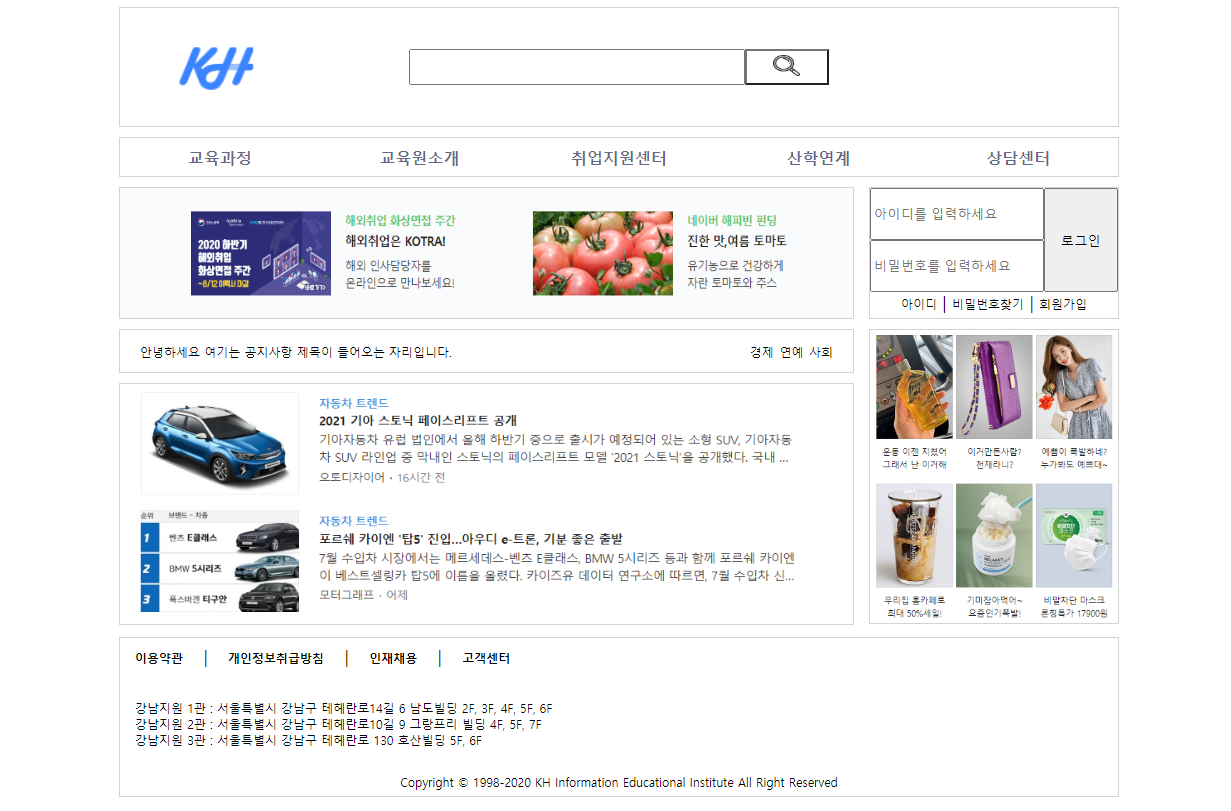 KH
교육과정 교육원소개 취업지원센터 산학연계 상담센터
2020 하반기
해외취업
화상면접 주간
~8/12 이력서 마감
kotra
해외취업 화상면접 주간
해외취업은 KOTRA!
해외 인사담당자를
온라인으로 만나보세요!
네이버 해피빈 펀딩
진한 맛,여름 토마토
유기농으로 건강하게
자란 토마토와 주스
아이디를 입력하세요
비밀번호를 입력하세요
로그인
아이디 | 비밀번호찾기 | 회원가입
안녕하세요 여기는 공지사항 제목이 들어오는 자리입니다.
경제 연예 사회
자동차 트렌드
2021 기아 스토닉 페이스리프트 공개
기아자동차 유럽 법인에서 올해 하반기 중으로 출시가 예정되어 있는 소형 SUV, 기아자동
차 SUV 라인업 중 막내인 스토닉의 페이스리프트 모델 '2021 스토닉'을 공개했다. 국내 ...
오토디자이어 · 16시간 전
순위 브랜드 - 차종
1 벤츠 E클래스
2 BMW 5시리즈
3 폭스바겐 티구안
자동차 트렌드
포르쉐 카이엔 '탑5' 진입...아우디 e-트론, 기분 좋은 출발
7월 수입차 시장에서는 메르세데스-벤츠 E클래스, BMW 5시리즈 등과 함께 포르쉐 카이엔
이 베스트셀링카 탑5에 이름을 올렸다. 카이즈유 데이터 연구소에 따르면, 7월 수입차 신...
모터그래프 · 어제
운동 이젠 지쳤어
그래서 난 이거해
이거만든사람?
천재라니?
예쁨이 폭발하네?
누가봐도 예쁘대~
우리집 홈카페로
최대 50%세일!
기미잡아먹어~
요즘인기폭발!
비말차단 마스크
론칭특가 17900원
이용약관 | 개인정보취급방침 | 인재채용 | 고객센터
강남지원 1관 : 서울특별시 강남구 테헤란로14길 6 남도빌딩 2F, 3F, 4F, 5F, 6F
강남지원 2관 : 서울특별시 강남구 테헤란로10길 9 그랑프리 빌딩 4F, 5F, 7F
강남지원 3관 : 서울특별시 강남구 테헤란로 130 호산빌딩 5F, 6F
Copyright © 1998-2020 KH Information Educational Institute All Right Reserved